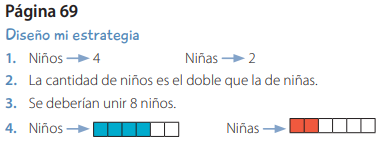 Página 69
Diseño mi estrategia
1. Niños → 4 Niñas → 2
2. La cantidad de niños es el doble que la de niñas.
3. Se deberían unir 8 niños.
4. Niños → Niñas →